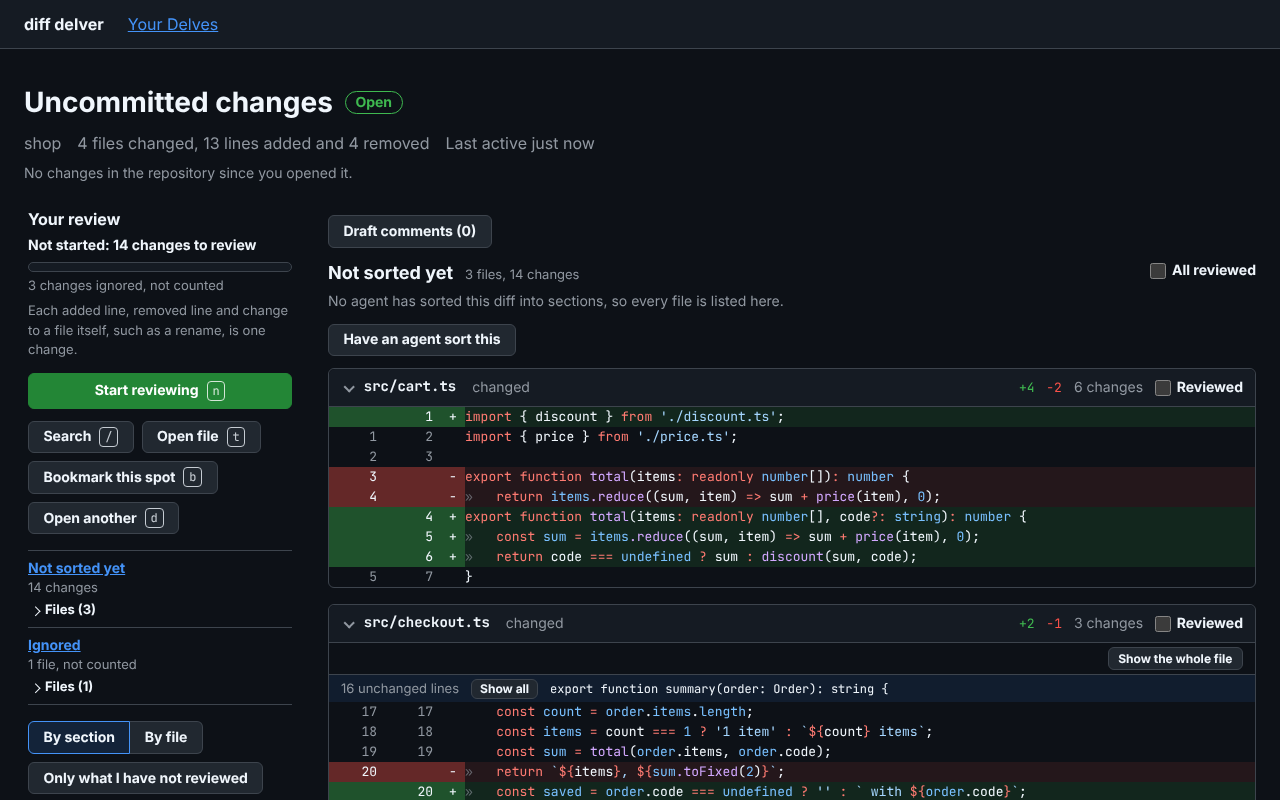 diff delver Your Delves
Uncommitted changes Open
shop 4 files changed, 13 lines added and 4 removed Last active just now
No changes in the repository since you opened it.
Your review
Not started: 14 changes to review
3 changes ignored, not counted
Each added line, removed line and change
to a file itself, such as a rename, is one
change.
Start reviewing n
Search / Open file t
Bookmark this spot b
Open another d
Not sorted yet
14 changes
Files (3)
Ignored
1 file, not counted
Files (1)
By section By file
Only what I have not reviewed
Draft comments (0)
Not sorted yet 3 files, 14 changes All reviewed
No agent has sorted this diff into sections, so every file is listed here.
Have an agent sort this
src/cart.ts changed +4 -2 6 changes Reviewed
1 + import { discount } from './discount.ts';
1 2 import { price } from './price.ts';
2 3
3 - export function total(items: readonly number[]): number {
4 - » return items.reduce((sum, item) => sum + price(item), 0);
4 + export function total(items: readonly number[], code?: string): number {
5 + » const sum = items.reduce((sum, item) => sum + price(item), 0);
6 + » return code === undefined ? sum : discount(sum, code);
5 7 }
src/checkout.ts changed +2 -1 3 changes Reviewed
Show the whole file
16 unchanged lines Show all export function summary(order: Order): string {
17 17 const count = order.items.length;
18 18 const items = count === 1 ? '1 item' : `${count} items`;
19 19 const sum = total(order.items, order.code);
20 - » return `${items}, ${sum.toFixed(2)}`;
20 + » const saved = order.code === undefined ? '' : ` with ${order.code}`;